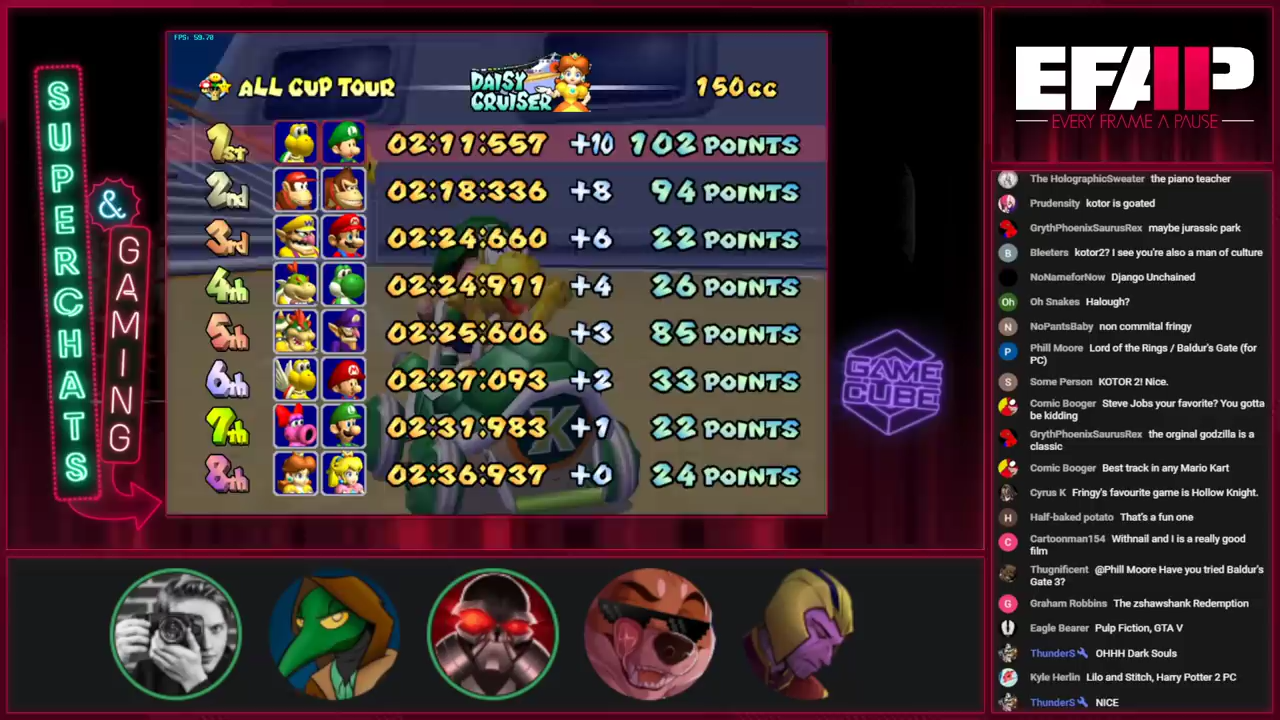 FPS: 59.70
ALL CUP TOUR
DAISY
CRUISER
150cc
1st 02:11:557 +10 102 POINTS
2nd 02:18:336 +8 94 POINTS
3rd 02:24:660 +6 22 POINTS
4th 02:24:911 +4 26 POINTS
5th 02:25:606 +3 85 POINTS
6th 02:27:093 +2 33 POINTS
7th 02:31:983 +1 22 POINTS
8th 02:36:937 +0 24 POINTS
SUPERCHATS
&
GAMING
GAME
CUBE
K
EFAP
EVERY FRAME A PAUSE
The HolographicSweater the piano teacher
Prudensity kotor is goated
GrythPhoenixSaurusRex maybe jurassic park
B Bleeters kotor2? I see you're also a man of culture
NoNameforNow Django Unchained
Oh Oh Snakes Halough?
N NoPantsBaby non commital fringy
P Phill Moore Lord of the Rings / Baldur's Gate (for
PC)
S Some Person KOTOR 2! Nice.
Comic Booger Steve Jobs your favorite? You gotta
be kidding
GrythPhoenixSaurusRex the orginal godzilla is a
classic
Comic Booger Best track in any Mario Kart
Cyrus K Fringy's favourite game is Hollow Knight.
H Half-baked potato That's a fun one
C Cartoonman154 Withnail and I is a really good
film
Thugnificent @Phill Moore Have you tried Baldur's
Gate 3?
G Graham Robbins The zshawshank Redemption
Eagle Bearer Pulp Fiction, GTA V
ThunderS OHHH Dark Souls
Kyle Herlin Lilo and Stitch, Harry Potter 2 PC
ThunderS NICE